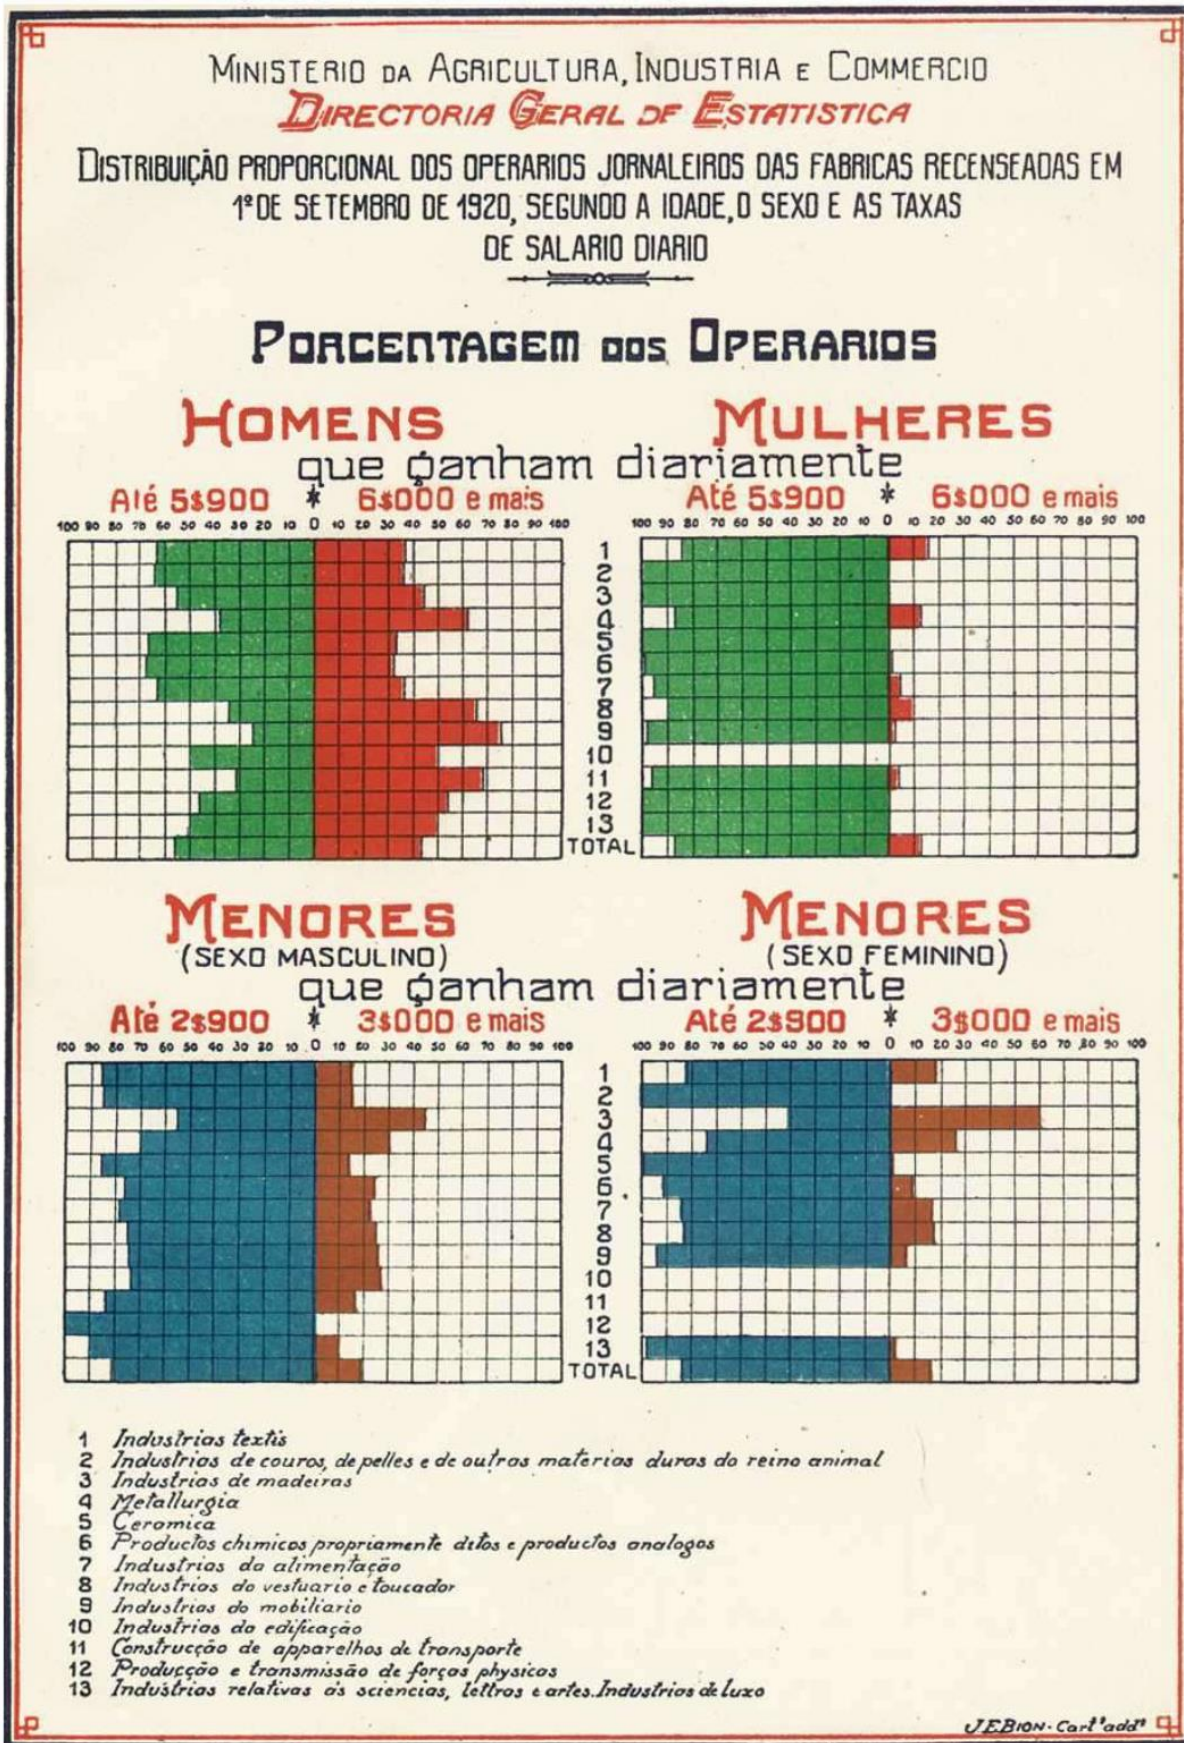 MINISTERIO DA AGRICULTURA, INDUSTRIA E COMMERCIO
DIRECTORIA GERAL DE ESTATISTICA
DISTRIBUIÇÃO PROPORCIONAL DOS OPERARIOS JORNALEIROS DAS FABRICAS RECENSEADAS EM
1º DE SETEMBRO DE 1920, SEGUNDO A IDADE, O SEXO E AS TAXAS
DE SALARIO DIARIO
PORCENTAGEM DOS OPERARIOS
HOMENS MULHERES
que ganham diariamente
Até 5$900 * 6$000 e mais Até 5$900 * 6$000 e mais
100 90 80 70 60 50 40 30 20 10 0 10 20 30 40 50 60 70 80 90 100 100 90 80 70 60 50 40 30 20 10 0 10 20 30 40 50 60 70 80 90 100
1
2
3
4
5
6
7
8
9
10
11
12
13
TOTAL
MENORES MENORES
(SEXO MASCULINO) (SEXO FEMININO)
que ganham diariamente
Até 2$900 * 3$000 e mais Até 2$900 * 3$000 e mais
100 90 80 70 60 50 40 30 20 10 0 10 20 30 40 50 60 70 80 90 100 100 90 80 70 60 50 40 30 20 10 0 10 20 30 40 50 60 70 80 90 100
1
2
3
4
5
6
7
8
9
10
11
12
13
TOTAL
1 Industrias textis
2 Industrias de couros, de pelles e de outras materias duras do reino animal
3 Industrias de madeiras
4 Metallurgia
5 Ceramica
6 Productos chimicos propriamente ditos e productos analogos
7 Industrias da alimentação
8 Industrias do vestuario e toucador
9 Industrias do mobiliario
10 Industrias da edificação
11 Construcção de apparelhos de transporte
12 Producção e transmissão de forças physicas
13 Industrias relativas ás sciencias, lettras e artes. Industrias de luxo
J.E.BION - Cartº addº